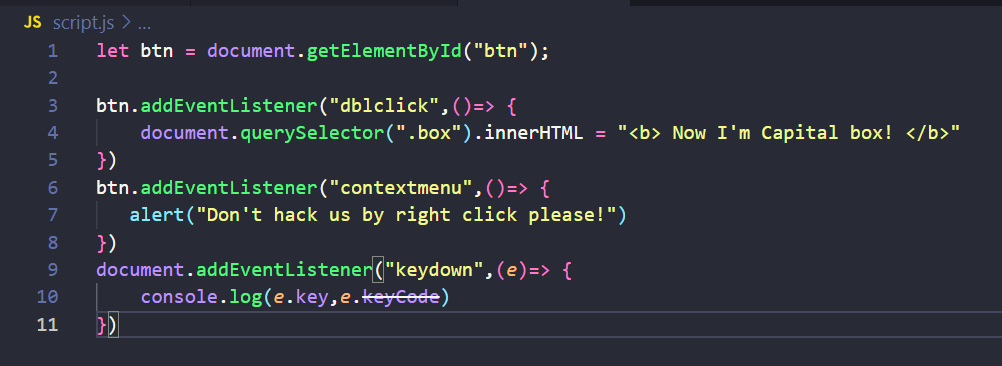 JS script.js > ...
1 let btn = document.getElementById("btn");
2
3 btn.addEventListener("dblclick",()=> {
4     document.querySelector(".box").innerHTML = "<b> Now I'm Capital box! </b>"
5 })
6 btn.addEventListener("contextmenu",()=> {
7    alert("Don't hack us by right click please!")
8 })
9 document.addEventListener("keydown",(e)=> {
10     console.log(e.key,e.keyCode)
11 })